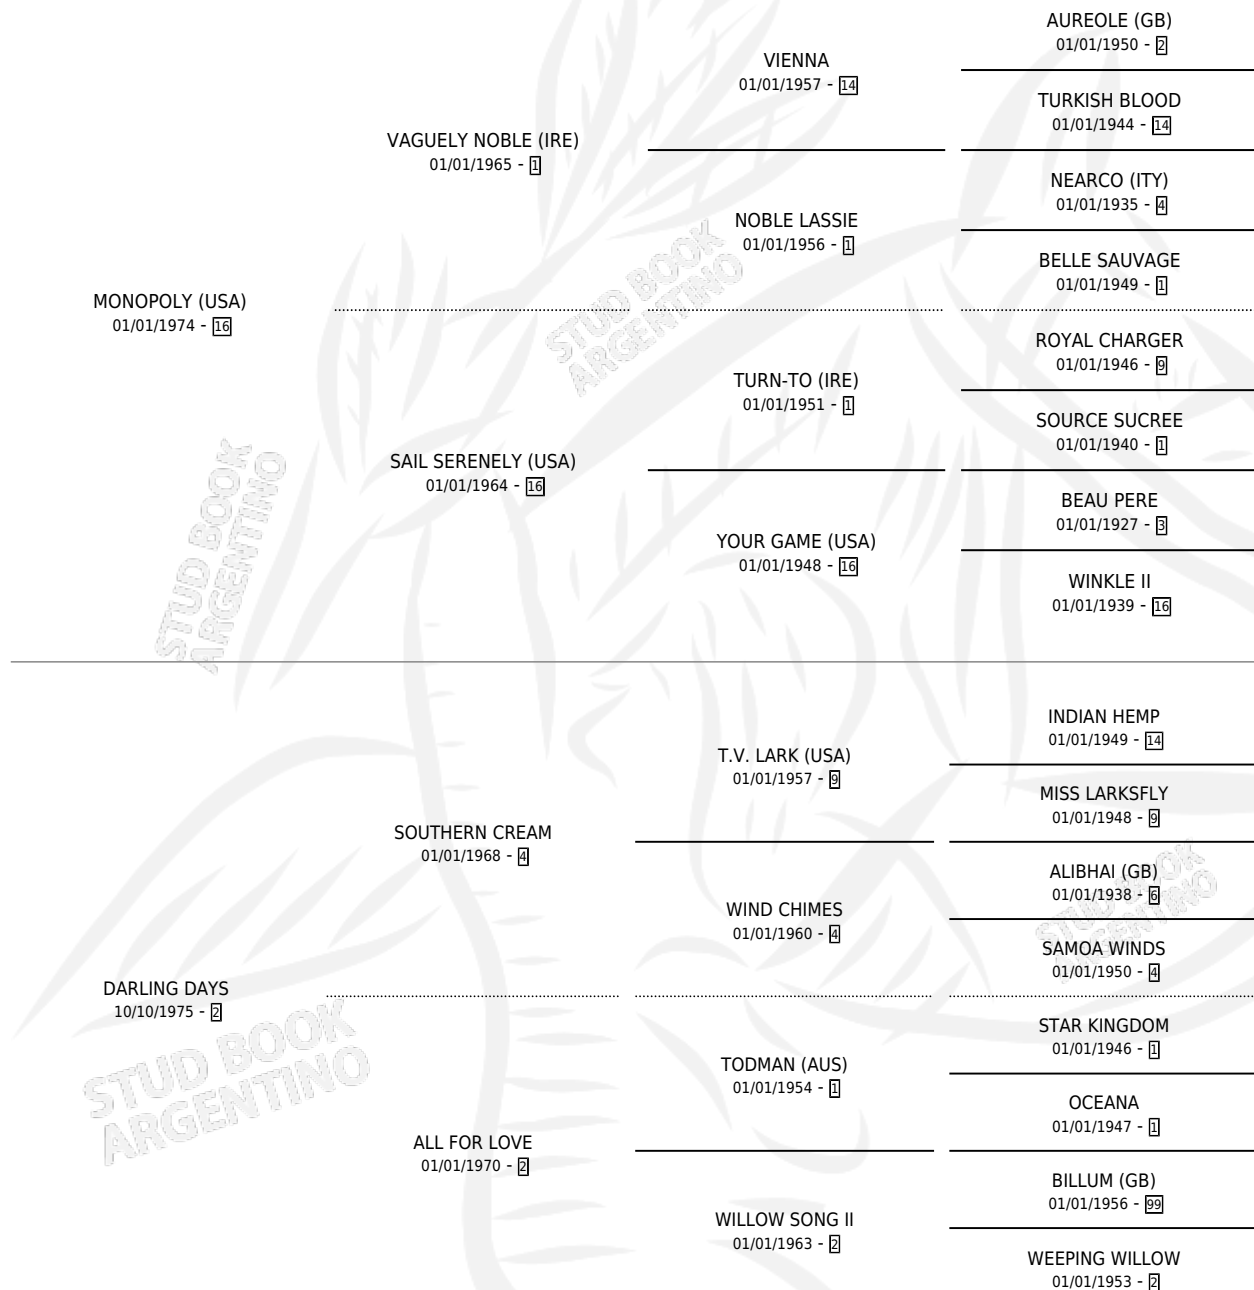 AUREOLE (GB)
01/01/1950 - 2
VIENNA
01/01/1957 - 14
TURKISH BLOOD
01/01/1944 - 14
VAGUELY NOBLE (IRE)
01/01/1965 - 1
NEARCO (ITY)
01/01/1935 - 4
NOBLE LASSIE
01/01/1956 - 1
BELLE SAUVAGE
01/01/1949 - 1
MONOPOLY (USA)
01/01/1974 - 16
ROYAL CHARGER
01/01/1946 - 9
TURN-TO (IRE)
01/01/1951 - 1
SOURCE SUCREE
01/01/1940 - 1
SAIL SERENELY (USA)
01/01/1964 - 16
BEAU PERE
01/01/1927 - 3
YOUR GAME (USA)
01/01/1948 - 16
WINKLE II
01/01/1939 - 16
INDIAN HEMP
01/01/1949 - 14
T.V. LARK (USA)
01/01/1957 - 9
MISS LARKSFLY
01/01/1948 - 9
SOUTHERN CREAM
01/01/1968 - 4
ALIBHAI (GB)
01/01/1938 - 6
WIND CHIMES
01/01/1960 - 4
SAMOA WINDS
01/01/1950 - 4
DARLING DAYS
10/10/1975 - 2
STAR KINGDOM
01/01/1946 - 1
TODMAN (AUS)
01/01/1954 - 1
OCEANA
01/01/1947 - 1
ALL FOR LOVE
01/01/1970 - 2
BILLUM (GB)
01/01/1956 - 99
WILLOW SONG II
01/01/1963 - 2
WEEPING WILLOW
01/01/1953 - 2
STUD BOOK
ARGENTINO
STUD BOOK
ARGENTINO
STUD BOOK
ARGENTINO
STUD BOOK
ARGENTINO